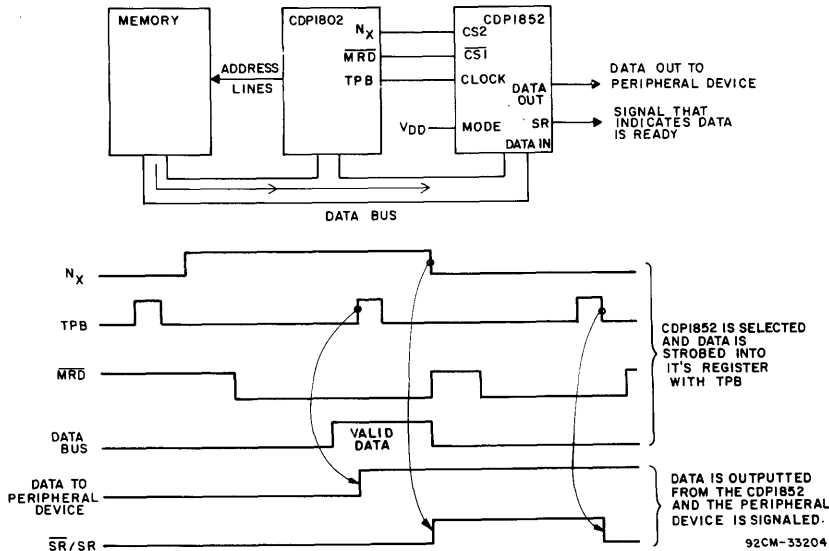 MEMORY
ADDRESS
LINES
CDP1802
NX
MRD
TPB
CDP1852
CS2
CS1
CLOCK
DATA
OUT
VDD
MODE
SR
DATA IN
DATA OUT TO
PERIPHERAL DEVICE
SIGNAL THAT
INDICATES DATA
IS READY
DATA BUS
NX
TPB
MRD
DATA
BUS
VALID
DATA
CDP1852 IS SELECTED
AND DATA IS
STROBED INTO
IT'S REGISTER
WITH TPB
DATA TO
PERIPHERAL
DEVICE
SR/SR
DATA IS OUTPUTTED
FROM THE CDP1852
AND THE PERIPHERAL
DEVICE IS SIGNALED.
92CM-33204